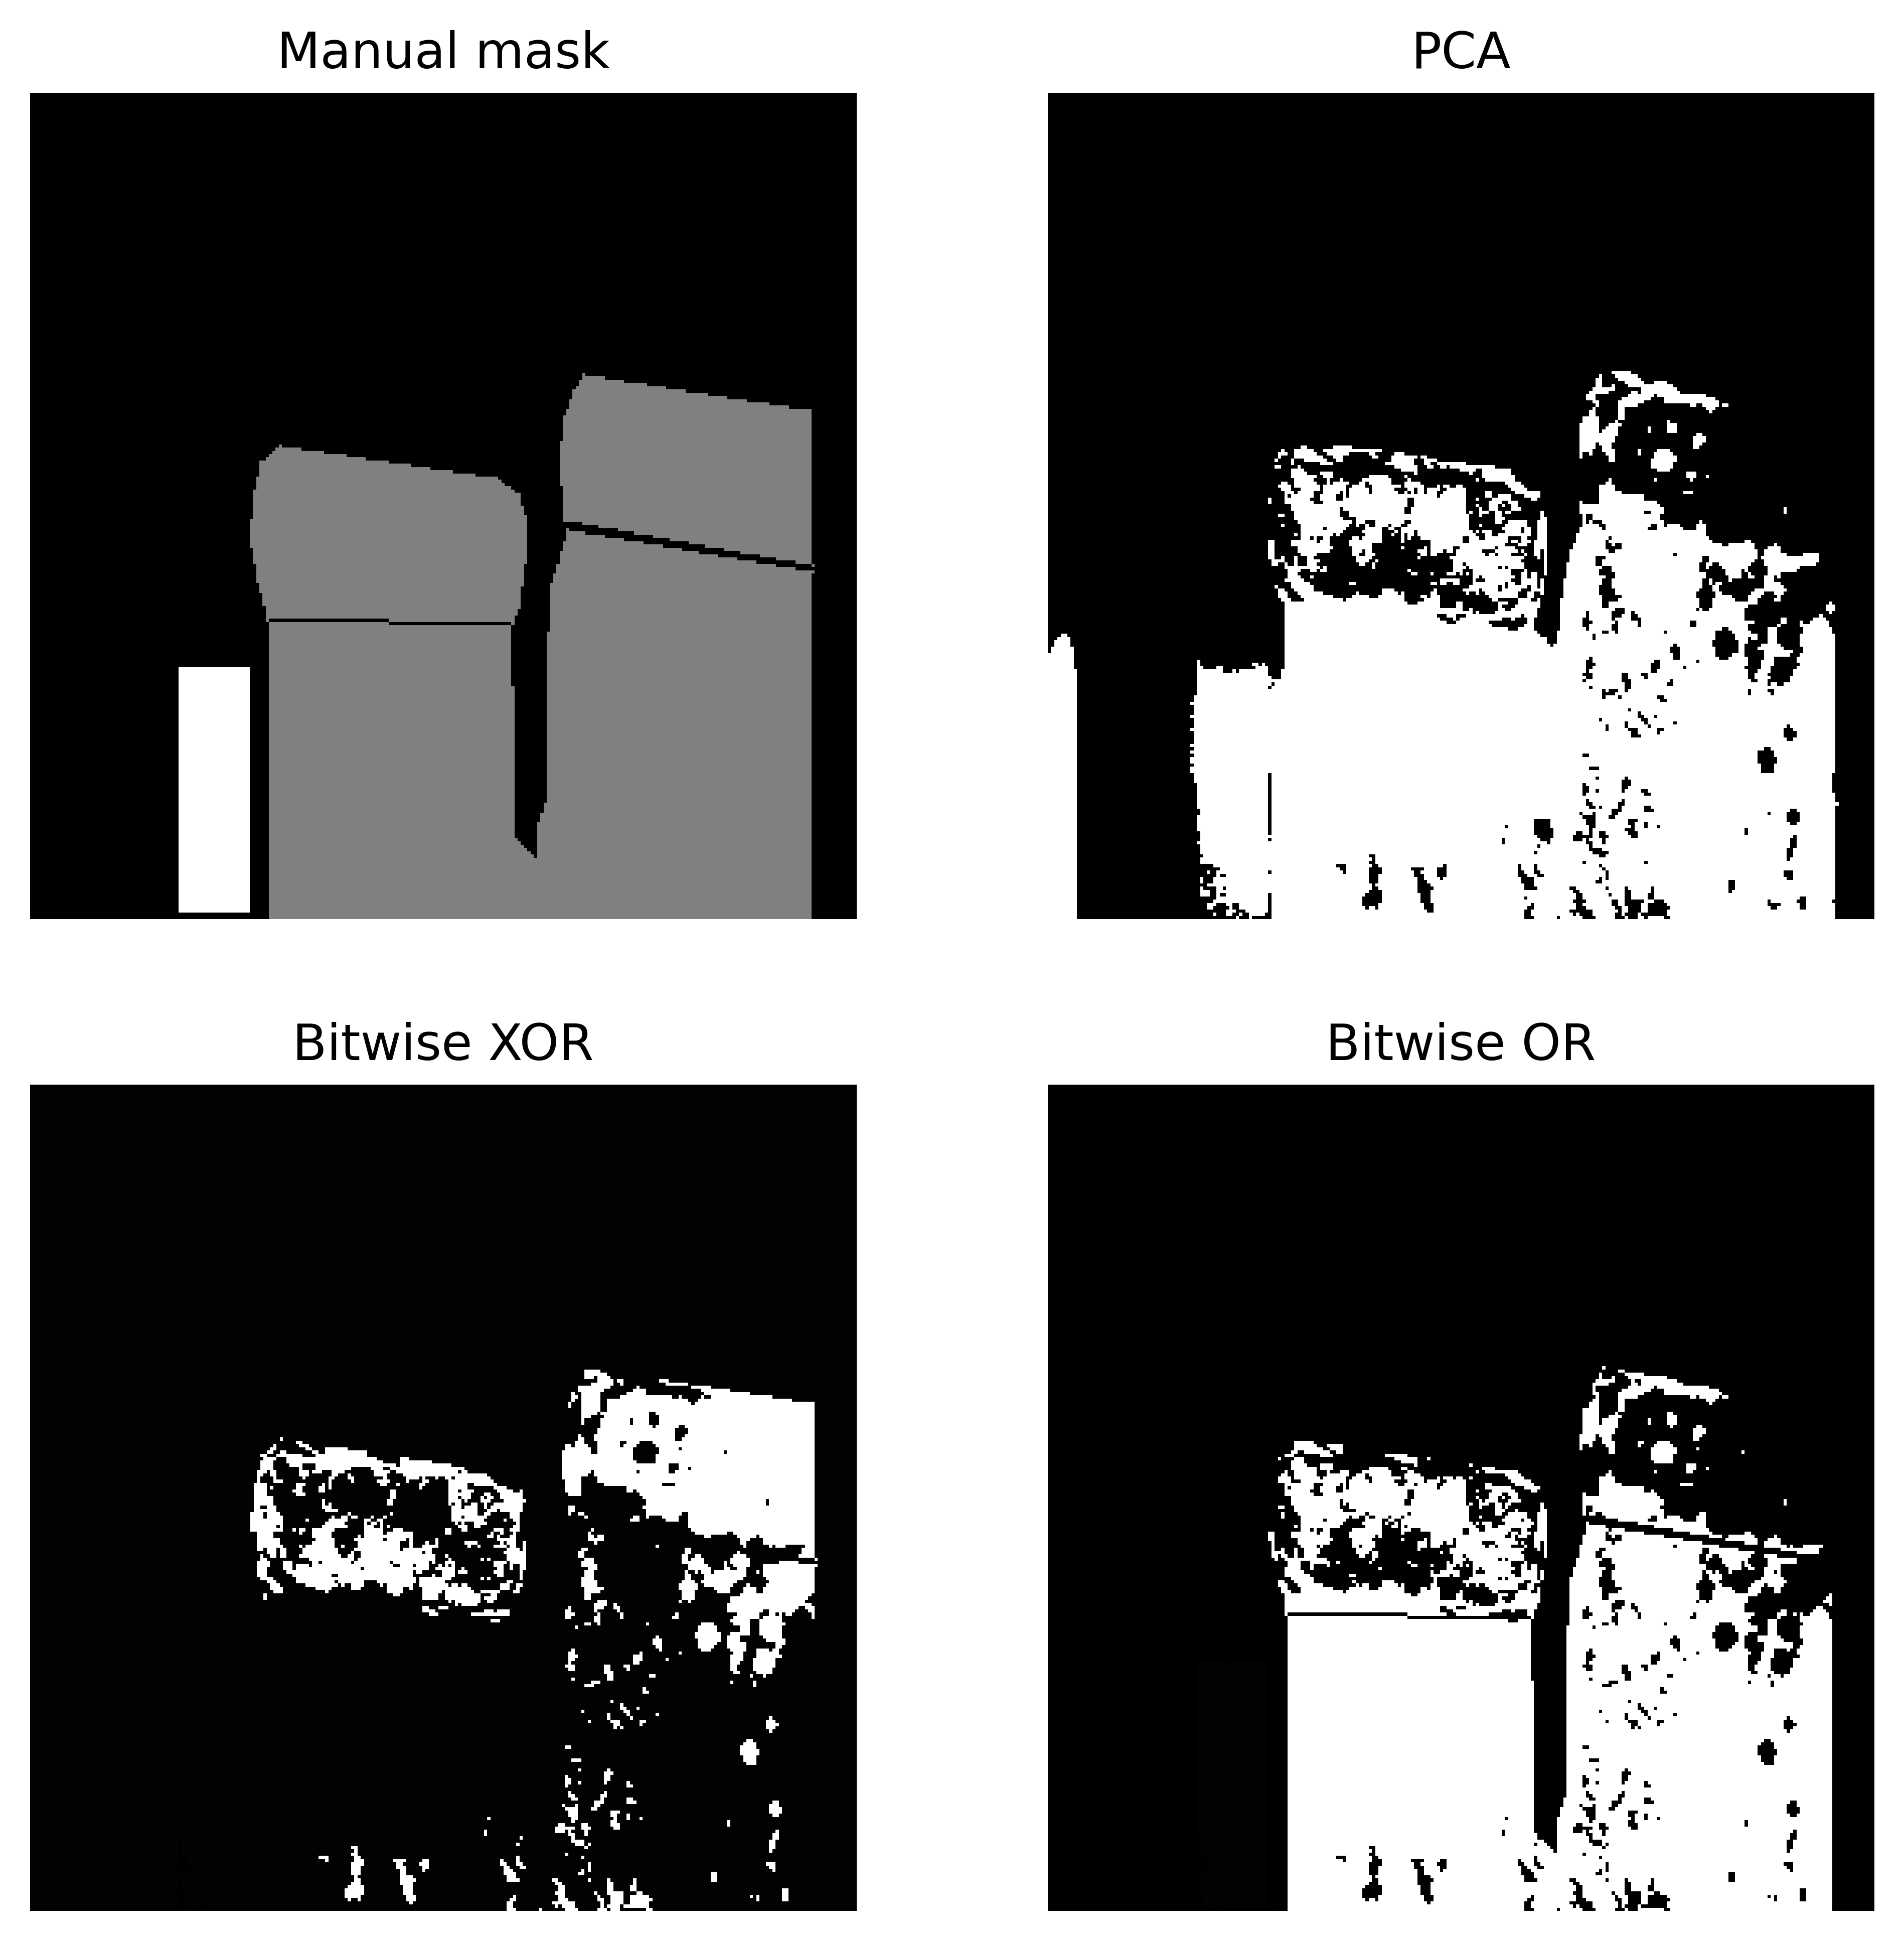 Manual mask
PCA
Bitwise XOR
Bitwise OR